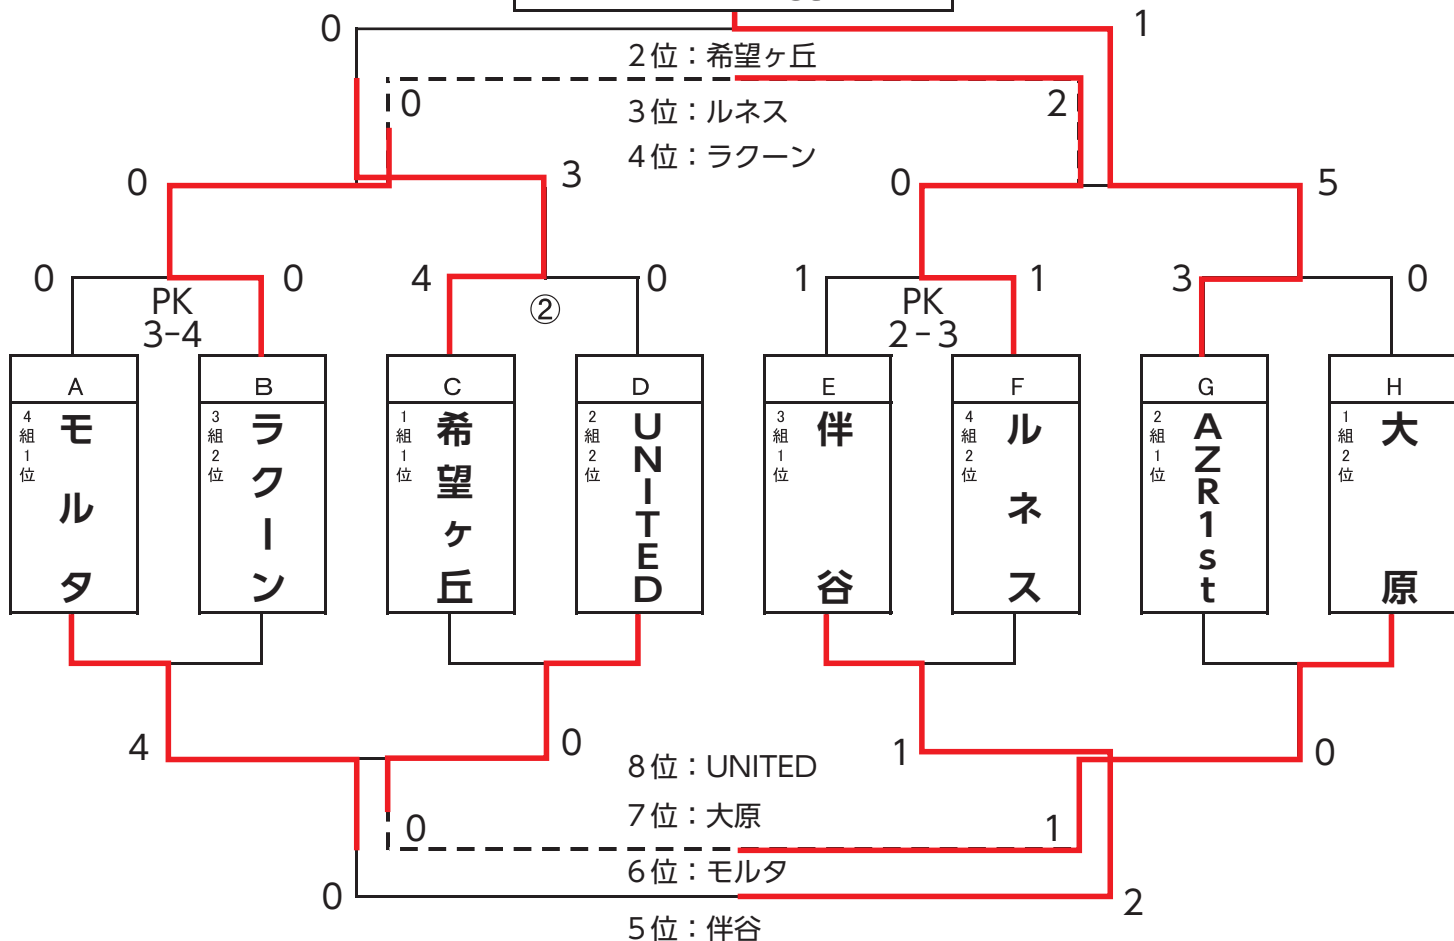 0
1
2位：希望ヶ丘
0
2
3位：ルネス
4位：ラクーン
0
3
0
5
0
0
4
0
1
1
3
0
PK
3-4
②
PK
2-3
A
B
C
D
E
F
G
H
4組1位
モルタ
3組2位
ラクーン
1組1位
希望ヶ丘
2組2位
UNITED
3組1位
伴谷
4組2位
ルネス
2組1位
AZR1st
1組2位
大原
4
0
1
0
8位：UNITED
7位：大原
0
1
6位：モルタ
0
2
5位：伴谷